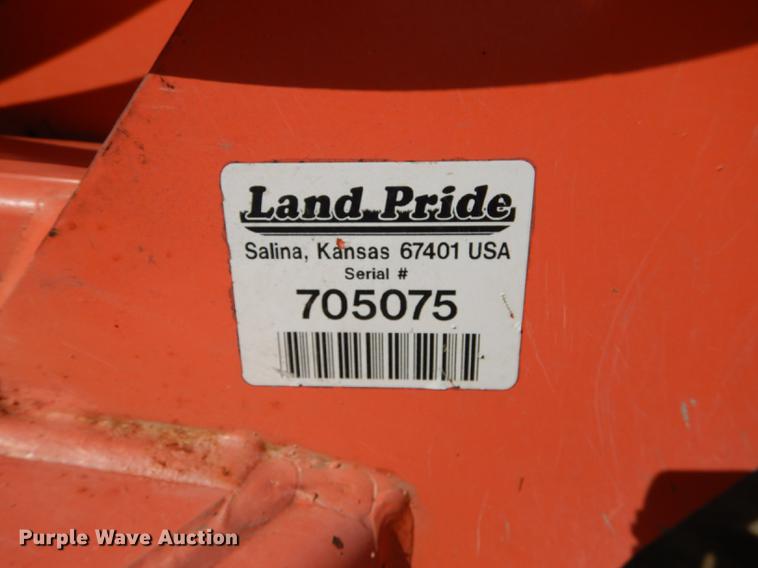 Land Pride
Salina, Kansas 67401 USA
Serial #
705075
Purple Wave Auction